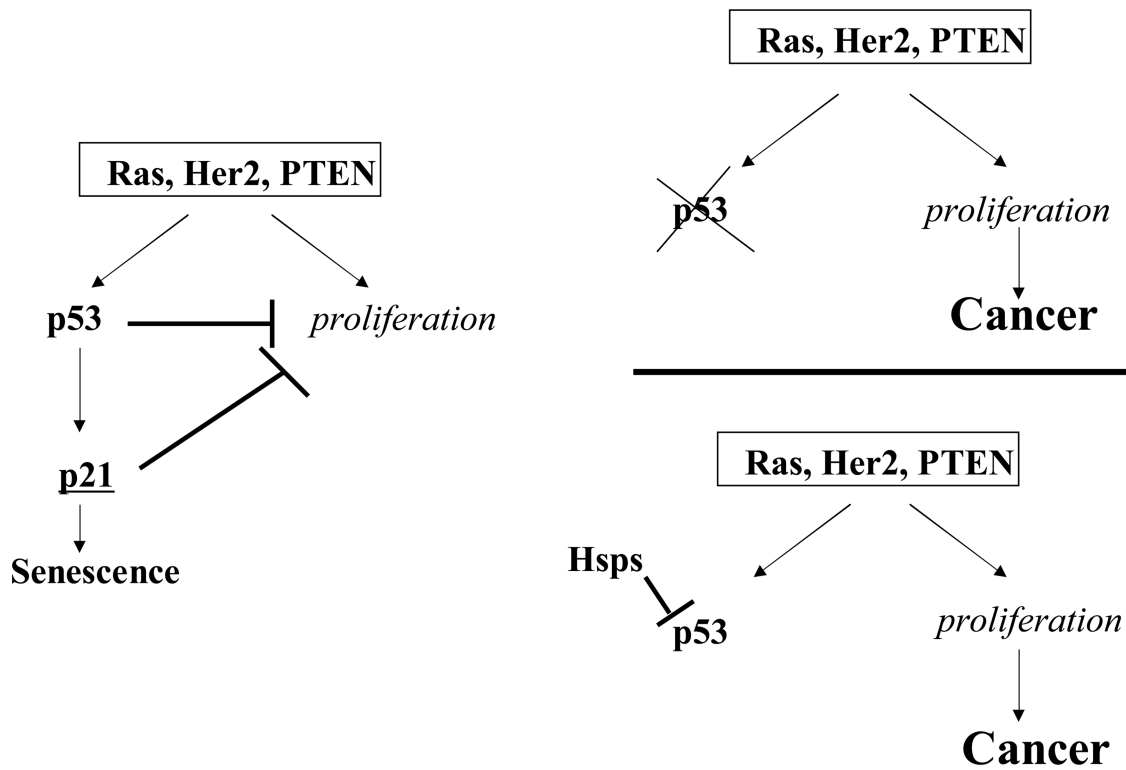 Ras, Her2, PTEN
p53
proliferation
p21
Senescence
Ras, Her2, PTEN
p53
proliferation
Cancer
Ras, Her2, PTEN
Hsps
p53
proliferation
Cancer